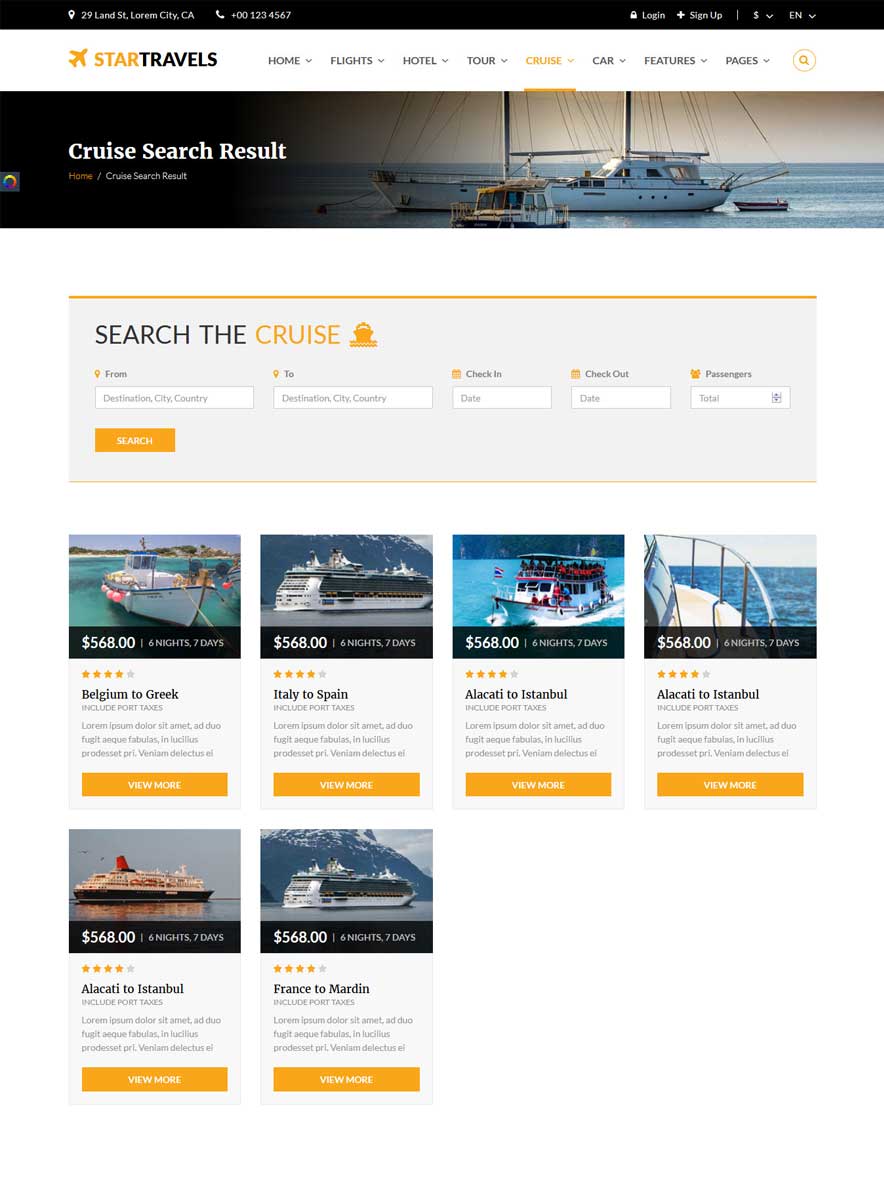 29 Land St, Lorem City, CA +00 123 4567 Login Sign Up | $ EN
STARTRAVELS HOME FLIGHTS HOTEL TOUR CRUISE CAR FEATURES PAGES
Cruise Search Result
Home / Cruise Search Result
SEARCH THE CRUISE
From To Check In Check Out Passengers
Destination, City, Country Destination, City, Country Date Date Total
SEARCH
$568.00 | 6 NIGHTS, 7 DAYS
Belgium to Greek
INCLUDE PORT TAXES
Lorem ipsum dolor sit amet, ad duo
fugit aeque fabulas, in lucilius
prodesset pri. Veniam delectus ei
VIEW MORE
$568.00 | 6 NIGHTS, 7 DAYS
Italy to Spain
INCLUDE PORT TAXES
Lorem ipsum dolor sit amet, ad duo
fugit aeque fabulas, in lucilius
prodesset pri. Veniam delectus ei
VIEW MORE
$568.00 | 6 NIGHTS, 7 DAYS
Alacati to Istanbul
INCLUDE PORT TAXES
Lorem ipsum dolor sit amet, ad duo
fugit aeque fabulas, in lucilius
prodesset pri. Veniam delectus ei
VIEW MORE
$568.00 | 6 NIGHTS, 7 DAYS
Alacati to Istanbul
INCLUDE PORT TAXES
Lorem ipsum dolor sit amet, ad duo
fugit aeque fabulas, in lucilius
prodesset pri. Veniam delectus ei
VIEW MORE
$568.00 | 6 NIGHTS, 7 DAYS
Alacati to Istanbul
INCLUDE PORT TAXES
Lorem ipsum dolor sit amet, ad duo
fugit aeque fabulas, in lucilius
prodesset pri. Veniam delectus ei
VIEW MORE
$568.00 | 6 NIGHTS, 7 DAYS
France to Mardin
INCLUDE PORT TAXES
Lorem ipsum dolor sit amet, ad duo
fugit aeque fabulas, in lucilius
prodesset pri. Veniam delectus ei
VIEW MORE